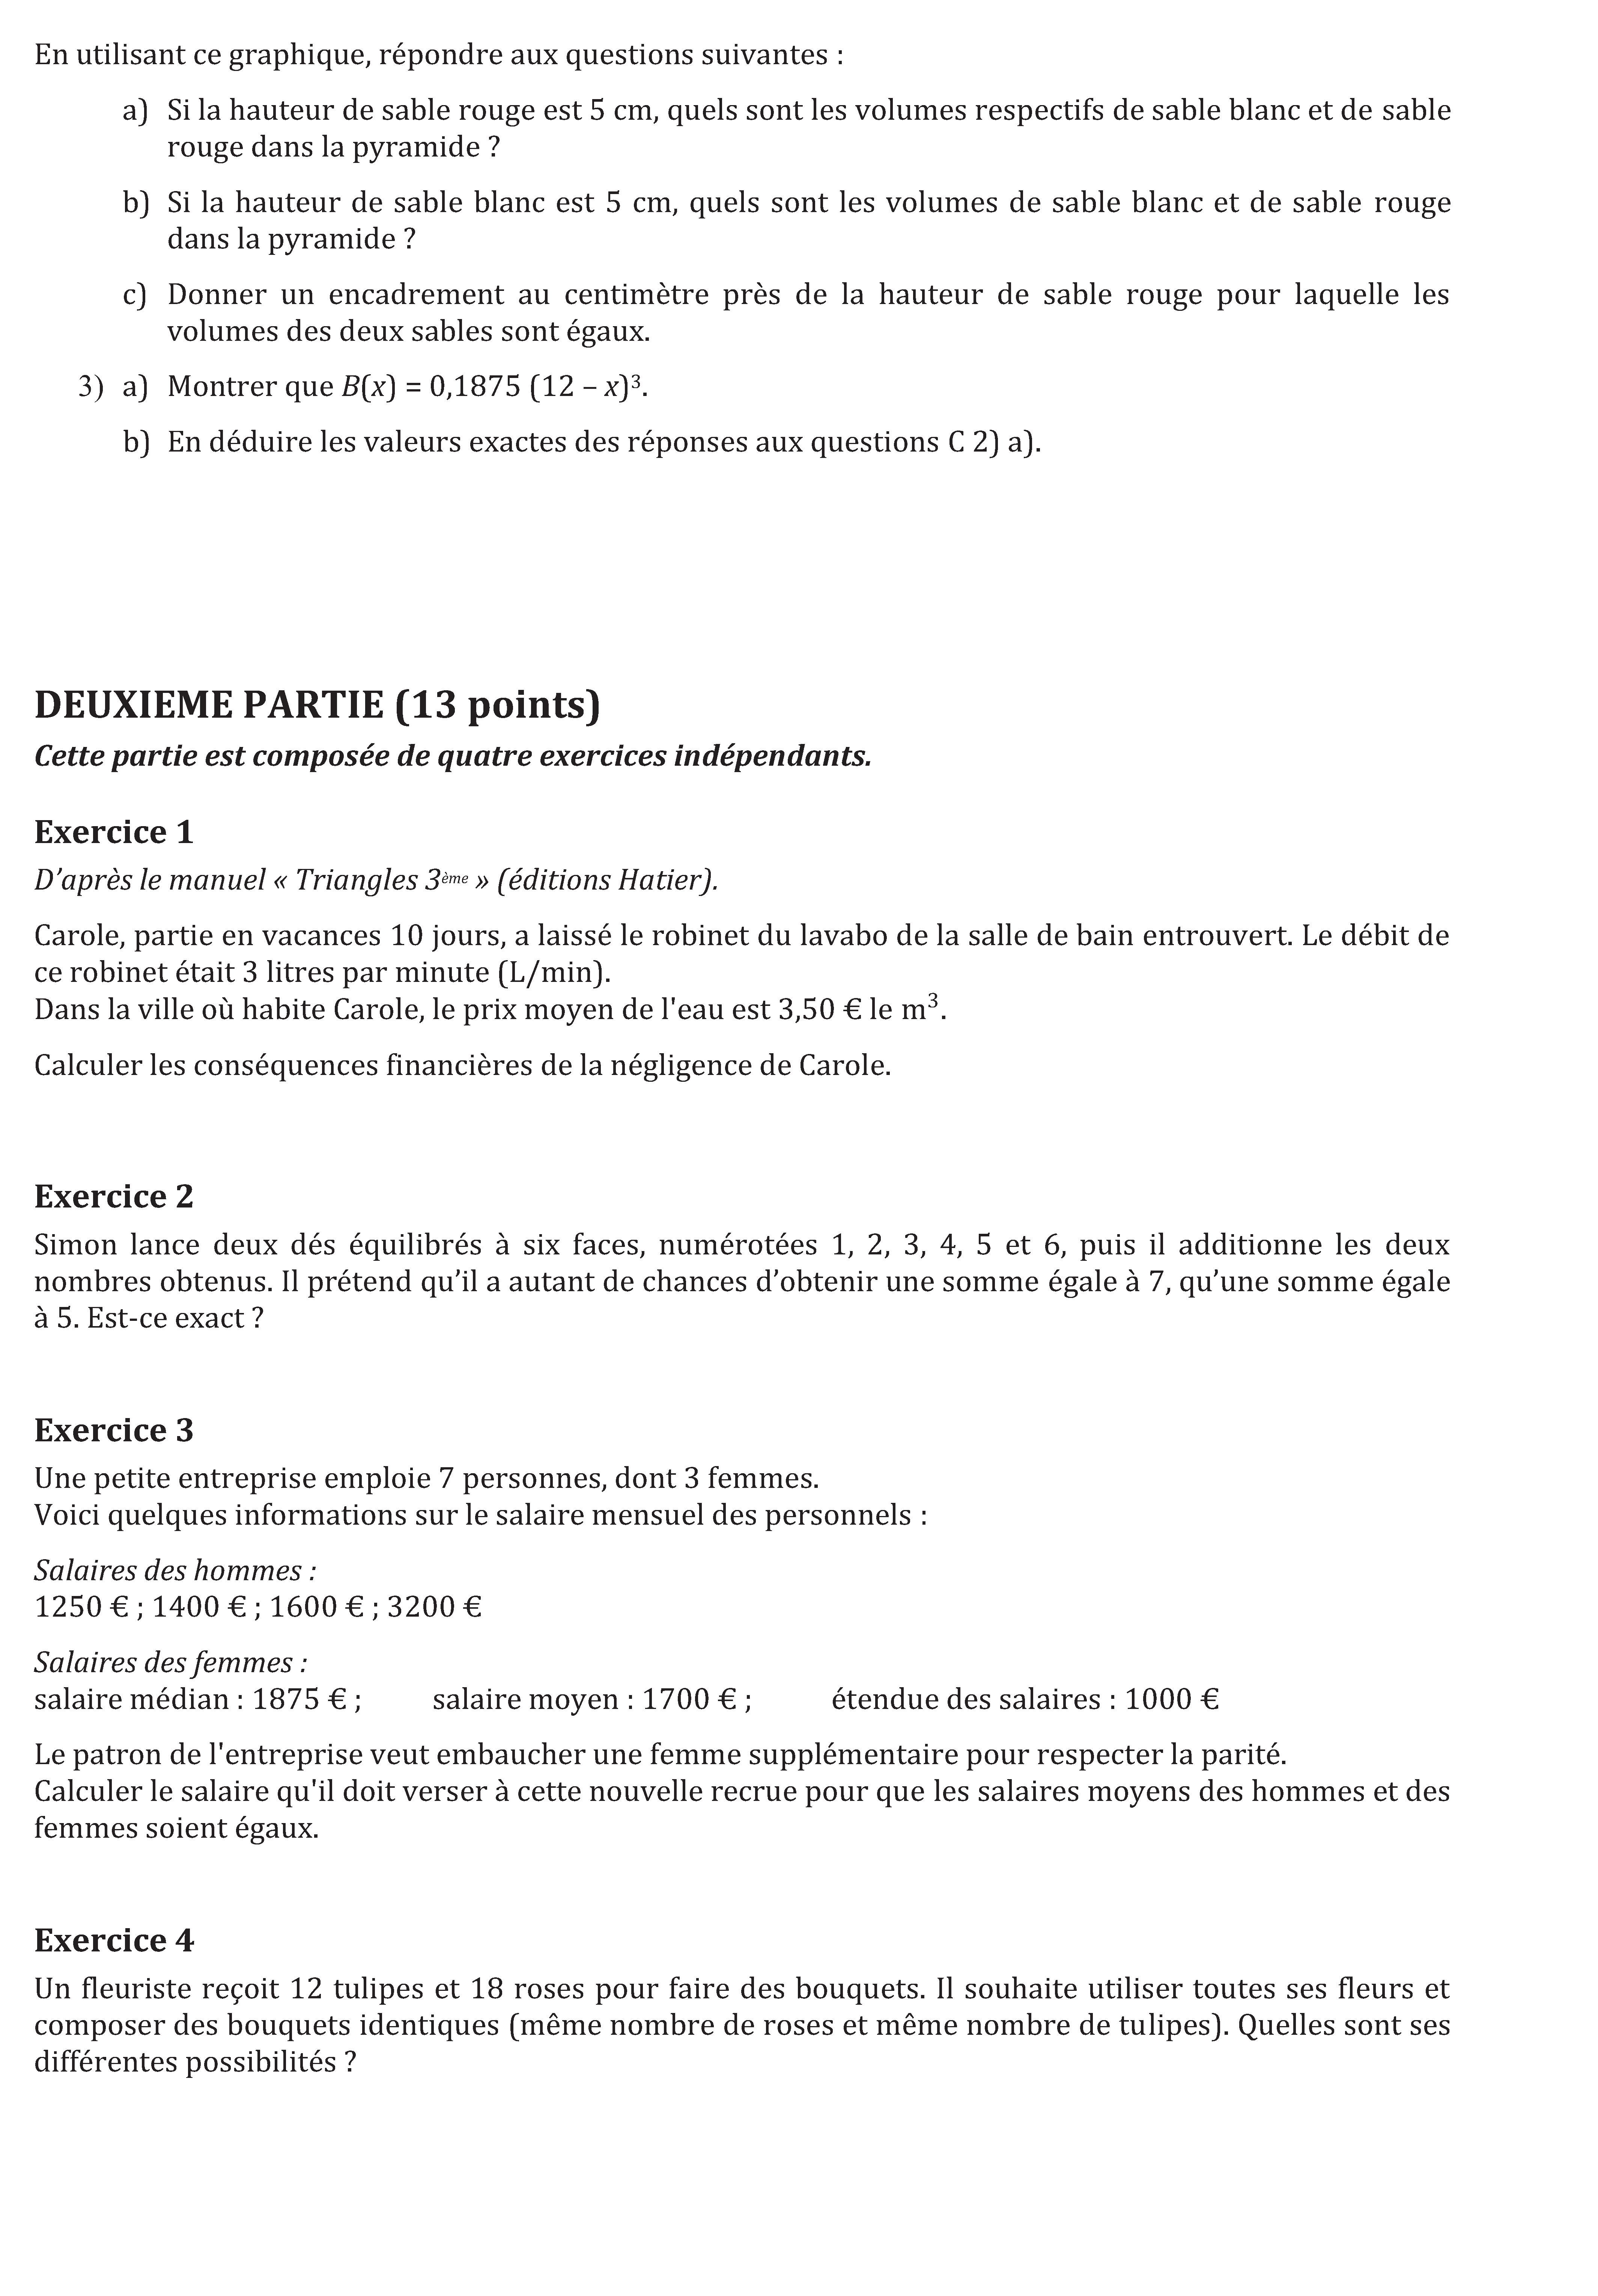 En utilisant ce graphique, répondre aux questions suivantes :
a) Si la hauteur de sable rouge est 5 cm, quels sont les volumes respectifs de sable blanc et de sable
rouge dans la pyramide ?
b) Si la hauteur de sable blanc est 5 cm, quels sont les volumes de sable blanc et de sable rouge
dans la pyramide ?
c) Donner un encadrement au centimètre près de la hauteur de sable rouge pour laquelle les
volumes des deux sables sont égaux.
3) a) Montrer que B(x) = 0,1875 (12 – x)³.
b) En déduire les valeurs exactes des réponses aux questions C 2) a).
DEUXIEME PARTIE (13 points)
Cette partie est composée de quatre exercices indépendants.
Exercice 1
D’après le manuel « Triangles 3ème » (éditions Hatier).
Carole, partie en vacances 10 jours, a laissé le robinet du lavabo de la salle de bain entrouvert. Le débit de
ce robinet était 3 litres par minute (L/min).
Dans la ville où habite Carole, le prix moyen de l'eau est 3,50 € le m³.
Calculer les conséquences financières de la négligence de Carole.
Exercice 2
Simon lance deux dés équilibrés à six faces, numérotées 1, 2, 3, 4, 5 et 6, puis il additionne les deux
nombres obtenus. Il prétend qu’il a autant de chances d’obtenir une somme égale à 7, qu’une somme égale
à 5. Est-ce exact ?
Exercice 3
Une petite entreprise emploie 7 personnes, dont 3 femmes.
Voici quelques informations sur le salaire mensuel des personnels :
Salaires des hommes :
1250 € ; 1400 € ; 1600 € ; 3200 €
Salaires des femmes :
salaire médian : 1875 € ; salaire moyen : 1700 € ; étendue des salaires : 1000 €
Le patron de l'entreprise veut embaucher une femme supplémentaire pour respecter la parité.
Calculer le salaire qu'il doit verser à cette nouvelle recrue pour que les salaires moyens des hommes et des
femmes soient égaux.
Exercice 4
Un fleuriste reçoit 12 tulipes et 18 roses pour faire des bouquets. Il souhaite utiliser toutes ses fleurs et
composer des bouquets identiques (même nombre de roses et même nombre de tulipes). Quelles sont ses
différentes possibilités ?